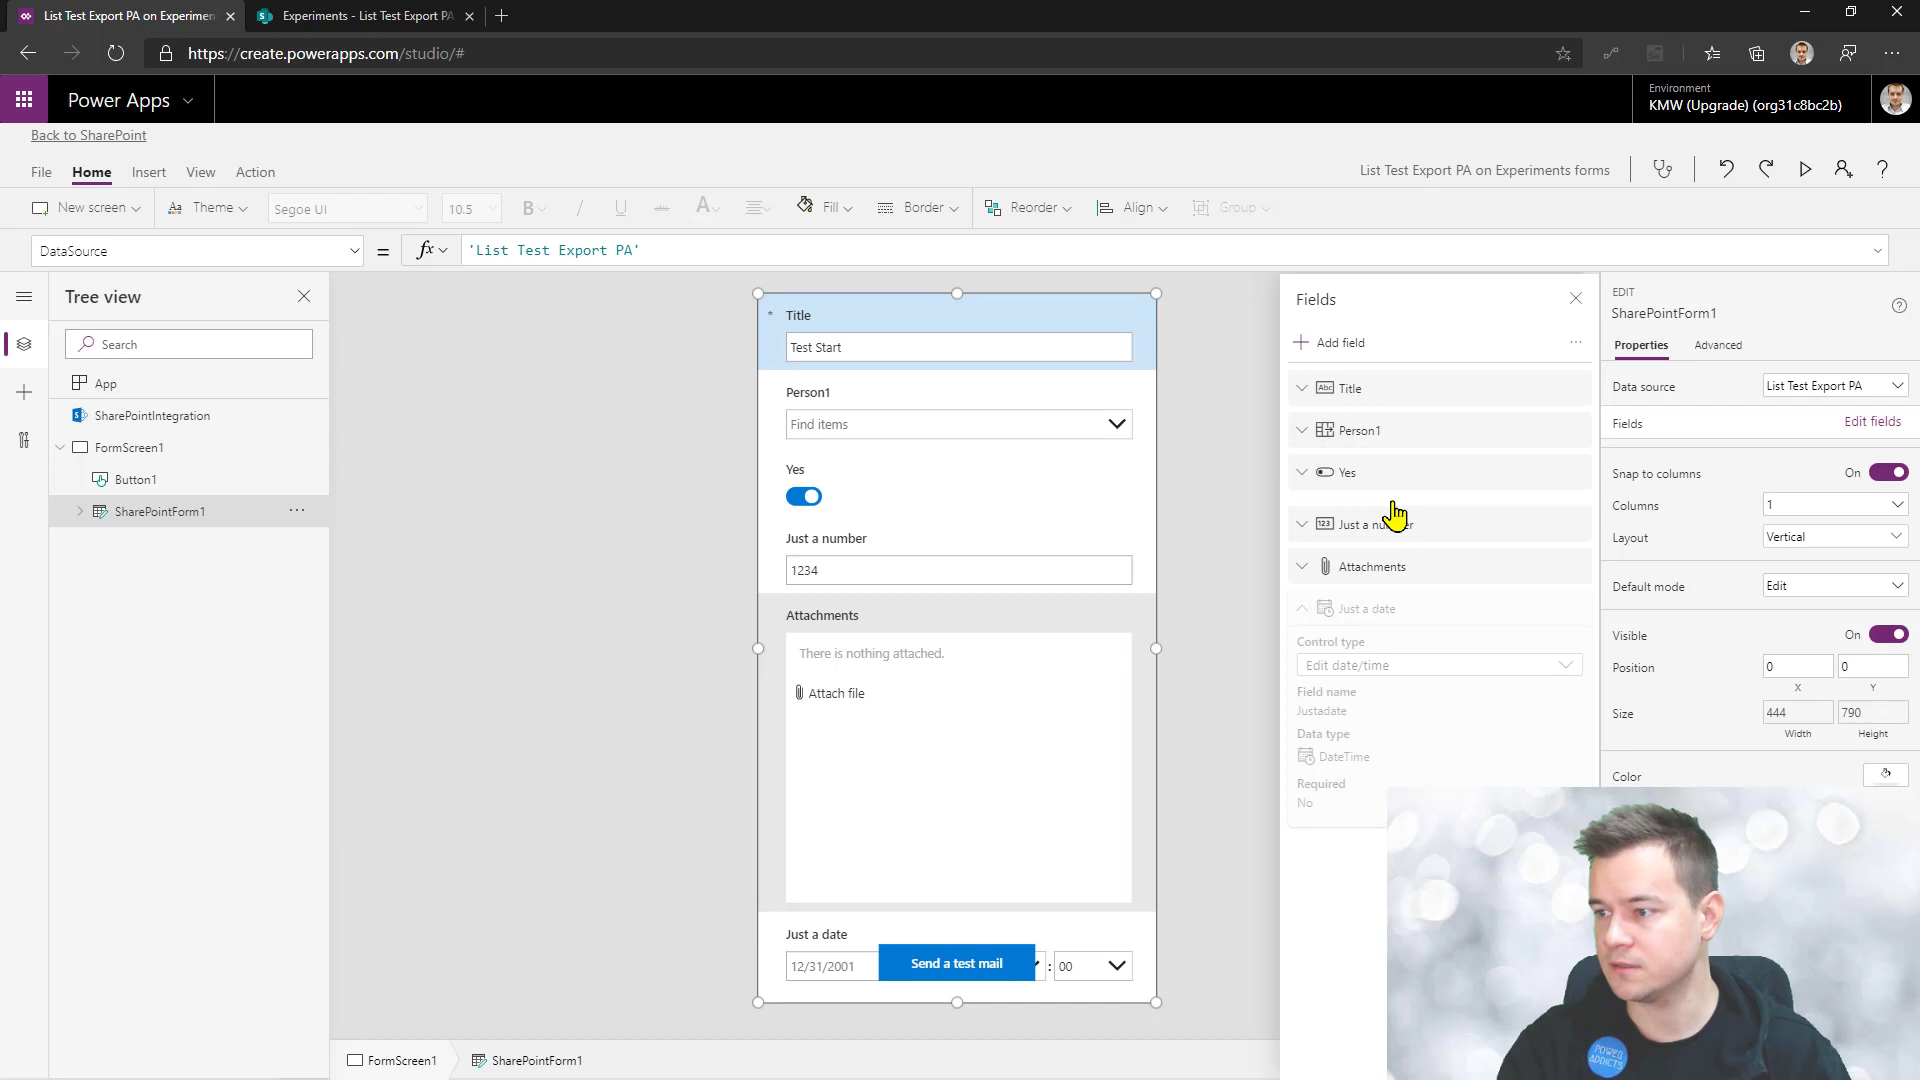 List Test Export PA on Experimen
Experiments - List Test Export PA
https://create.powerapps.com/studio/#
Power Apps
Environment
KMW (Upgrade) (org31c8bc2b)
Back to SharePoint
File Home Insert View Action
List Test Export PA on Experiments forms
New screen Theme Segoe UI 10.5 B / U abc A Fill Border Reorder Align Group
DataSource = fx 'List Test Export PA'
Tree view
Search
App
SharePointIntegration
FormScreen1
Button1
SharePointForm1
* Title
Test Start
Person1
Find items
Yes
Just a number
1234
Attachments
There is nothing attached.
Attach file
Just a date
12/31/2001
Send a test mail
: 00
FormScreen1
SharePointForm1
Fields
Add field
Abc Title
Person1
Yes
123 Just a
Attachments
Just a date
Control type
Edit date/time
Field name
Justadate
Data type
DateTime
Required
No
EDIT
SharePointForm1
Properties Advanced
Data source List Test Export PA
Fields Edit fields
Snap to columns On
Columns 1
Layout Vertical
Default mode Edit
Visible On
Position 0 0
X Y
Size 444 790
Width Height
Color
POWER
ADDICTS